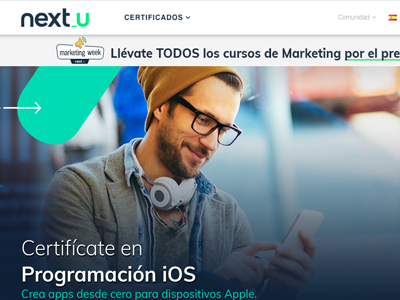 next_u
CERTIFICADOS
Comunidad
marketing week
next_u
Llévate TODOS los cursos de Marketing por el pre
Certifícate en
Programación iOS
Crea apps desde cero para dispositivos Apple.